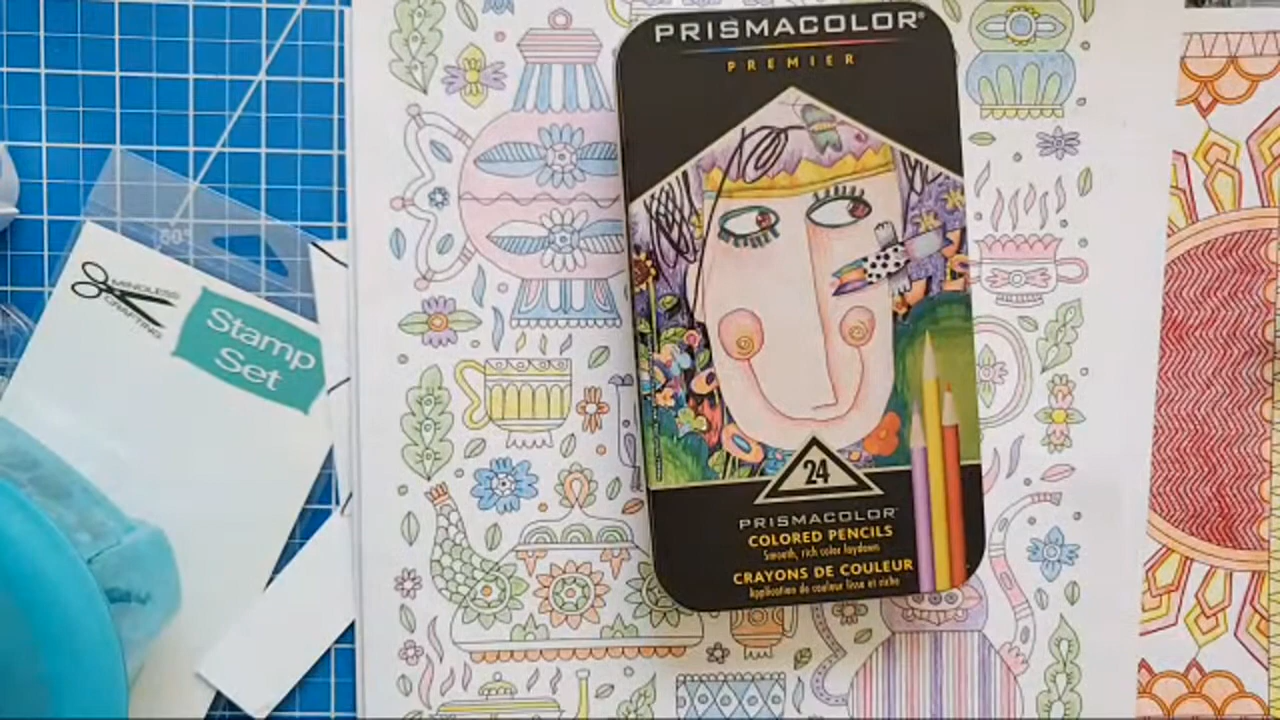 PRISMACOLOR®
PREMIER
24
PRISMACOLOR®
COLORED PENCILS
Smooth, rich color laydown
CRAYONS DE COULEUR
Application de couleur lisse et riche
MINDLESS
CRAFTING
Stamp
Set
60°